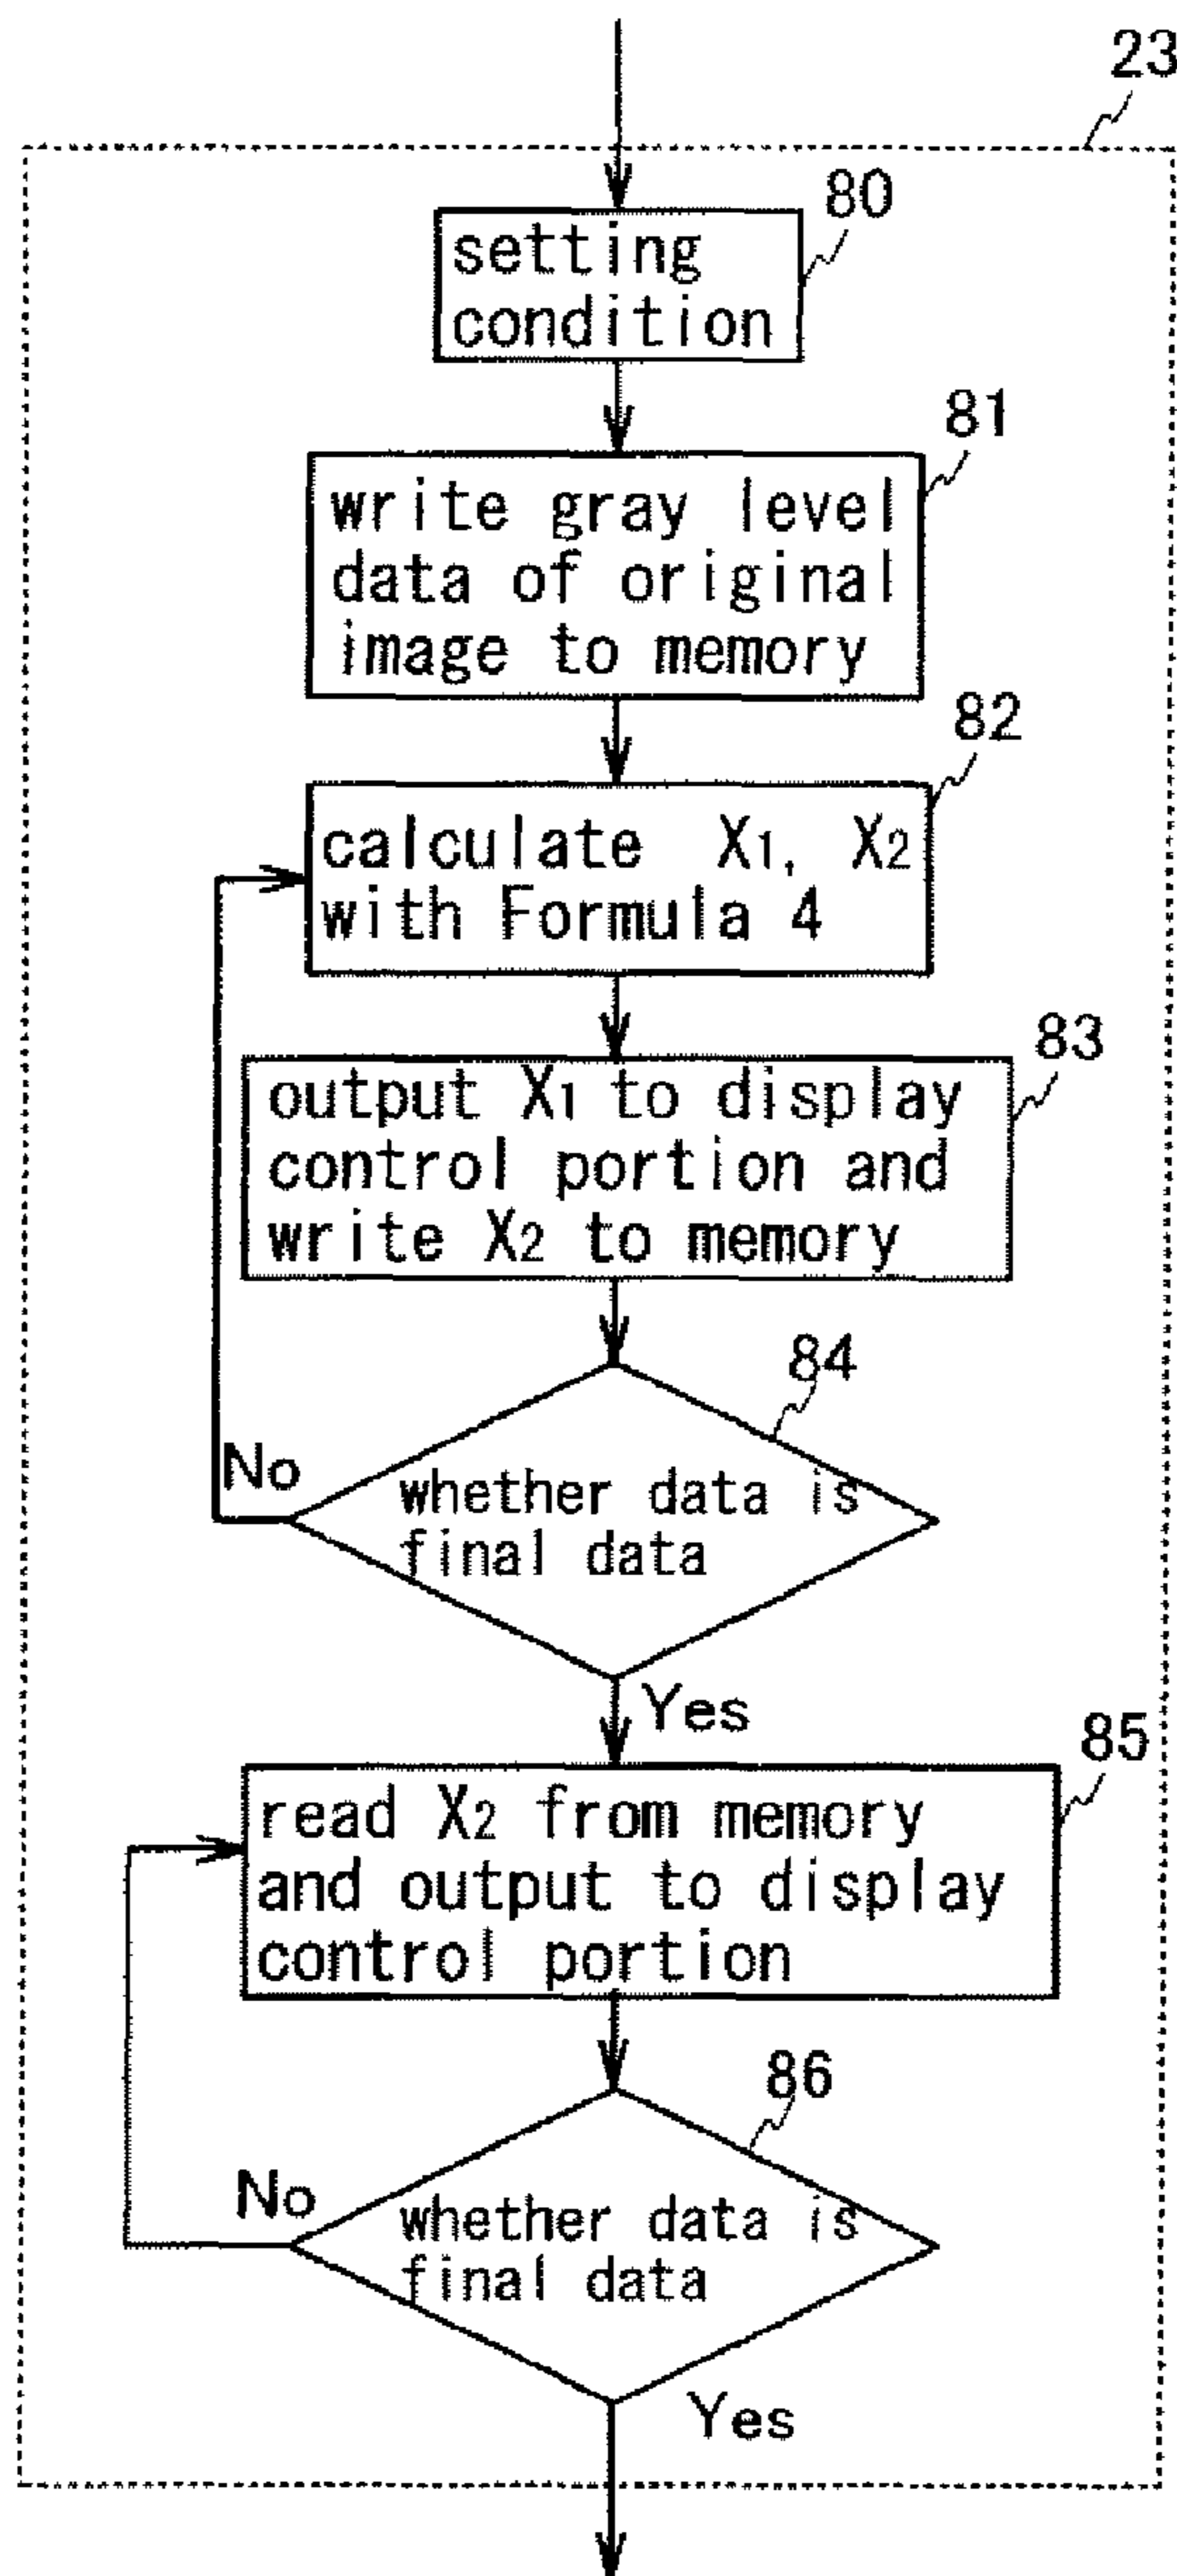 23
80
setting
condition
81
write gray level
data of original
image to memory
82
calculate X1, X2
with Formula 4
83
output X1 to display
control portion and
write X2 to memory
84
No
whether data is
final data
Yes
85
read X2 from memory
and output to display
control portion
86
No
whether data is
final data
Yes